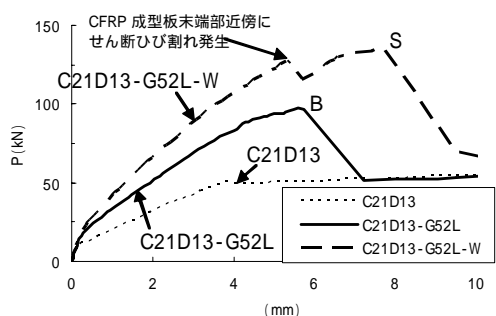 CFRP 成型板末端部近傍に
せん断ひび割れ発生
150
100
50
0
P(kN)
C21D13-G52L-W
S
B
C21D13
C21D13-G52L
C21D13
C21D13-G52L
C21D13-G52L-W
0
2
4
6
8
10
(mm)